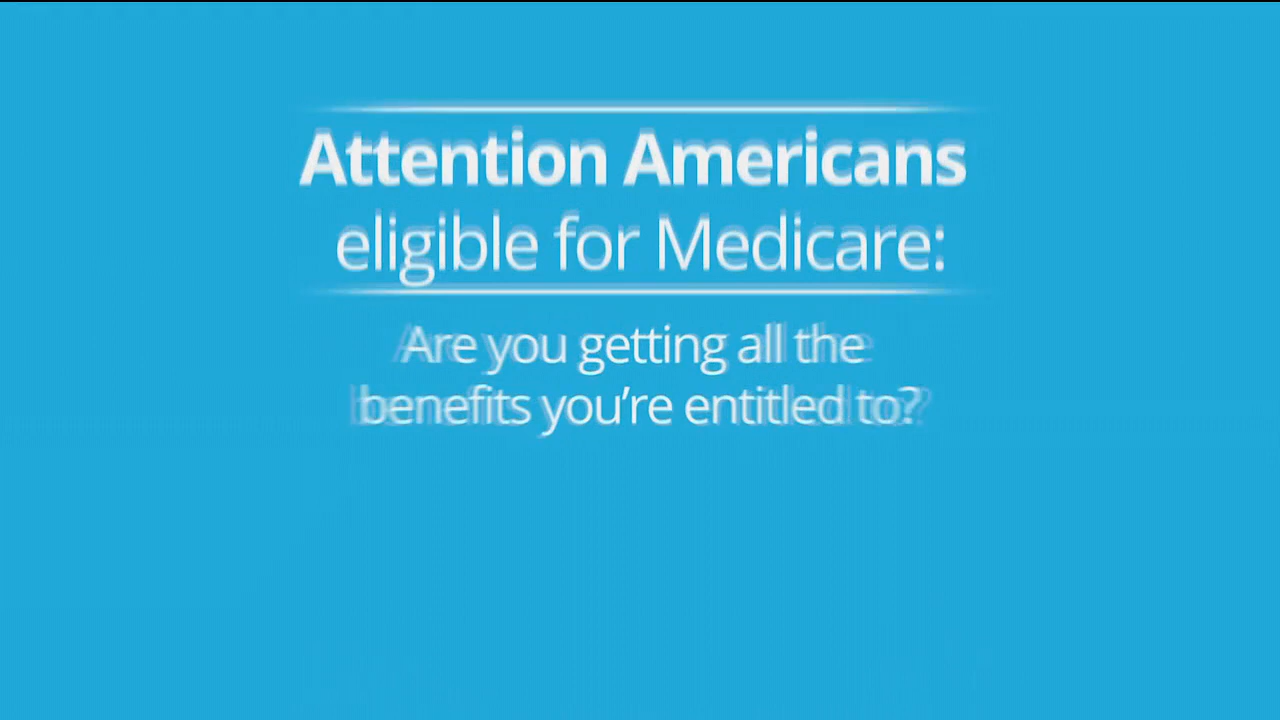 Attention Americans
eligible for Medicare:
Are you getting all the
benefits you’re entitled to?